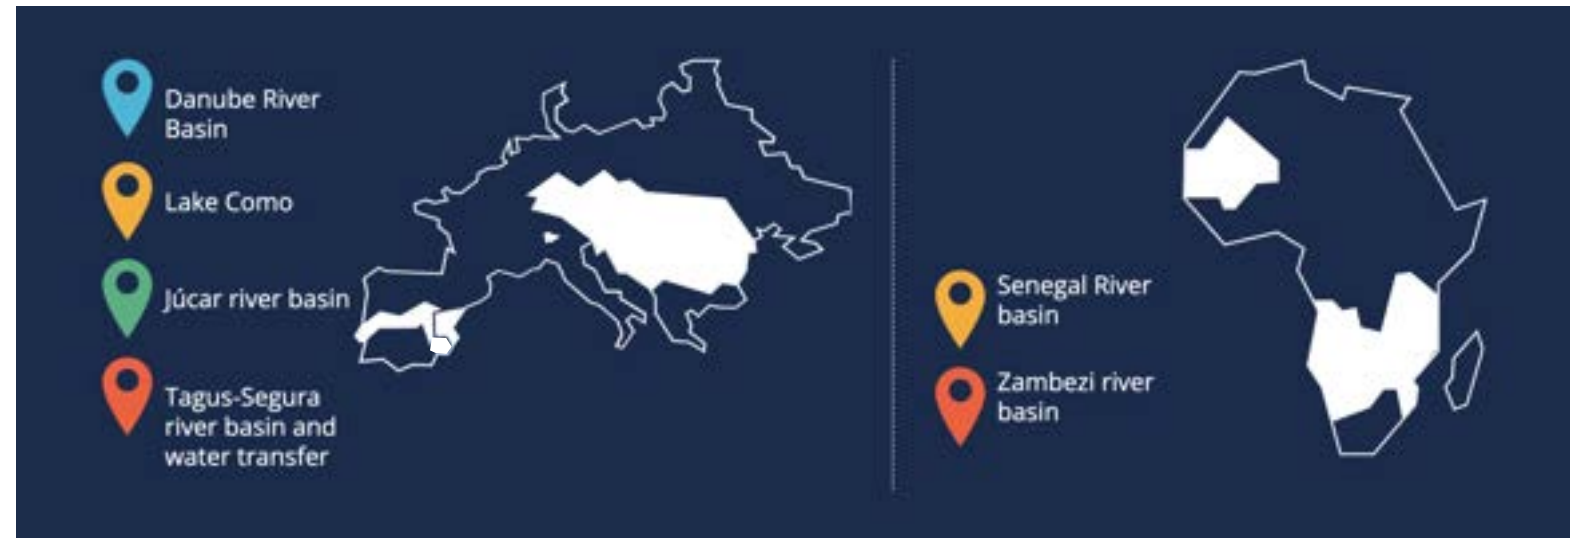 Danube River
Basin
Lake Como
Júcar river basin
Tagus-Segura
river basin and
water transfer
Senegal River
basin
Zambezi river
basin